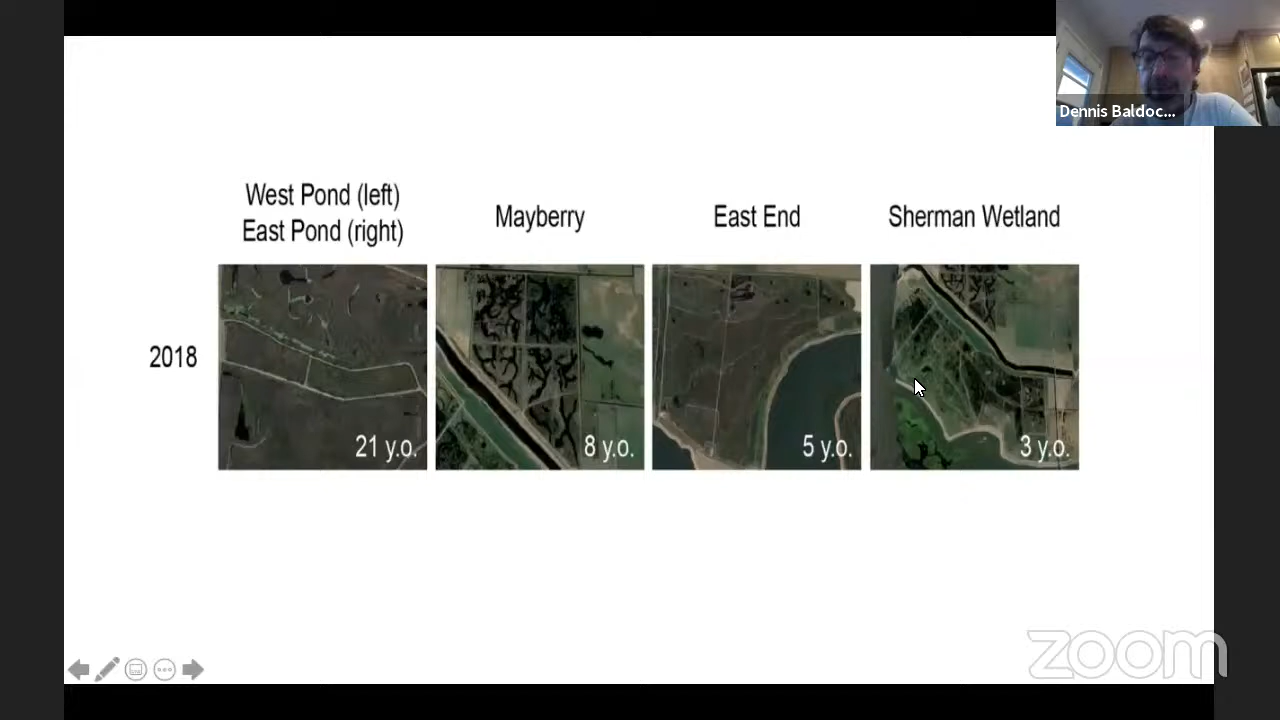 Dennis Baldoc...
West Pond (left)
East Pond (right)
Mayberry
East End
Sherman Wetland
2018
21 y.o.
8 y.o.
5 y.o.
3 y.o.
zoom